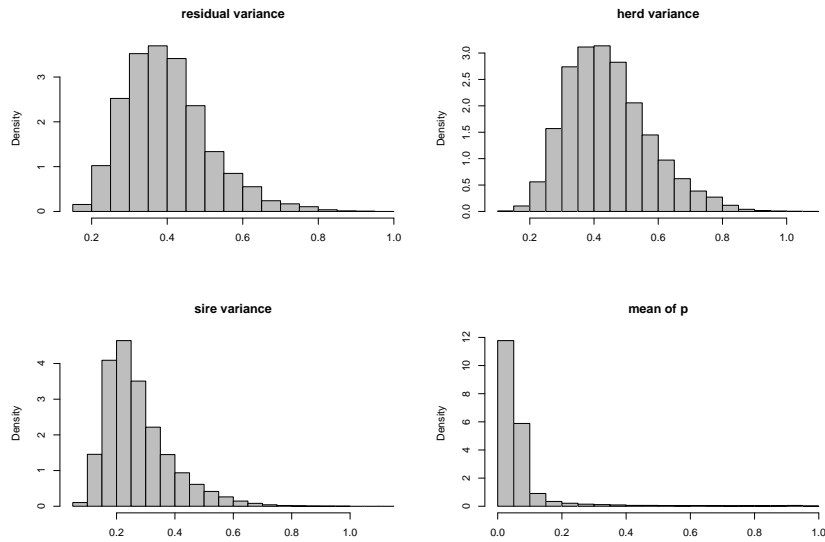 residual variance
Density
0 1 2 3
0.2 0.4 0.6 0.8 1.0
herd variance
Density
0.0 0.5 1.0 1.5 2.0 2.5 3.0
0.2 0.4 0.6 0.8 1.0
sire variance
Density
0 1 2 3 4
0.2 0.4 0.6 0.8 1.0
mean of p
Density
0 2 4 6 8 10 12
0.0 0.2 0.4 0.6 0.8 1.0